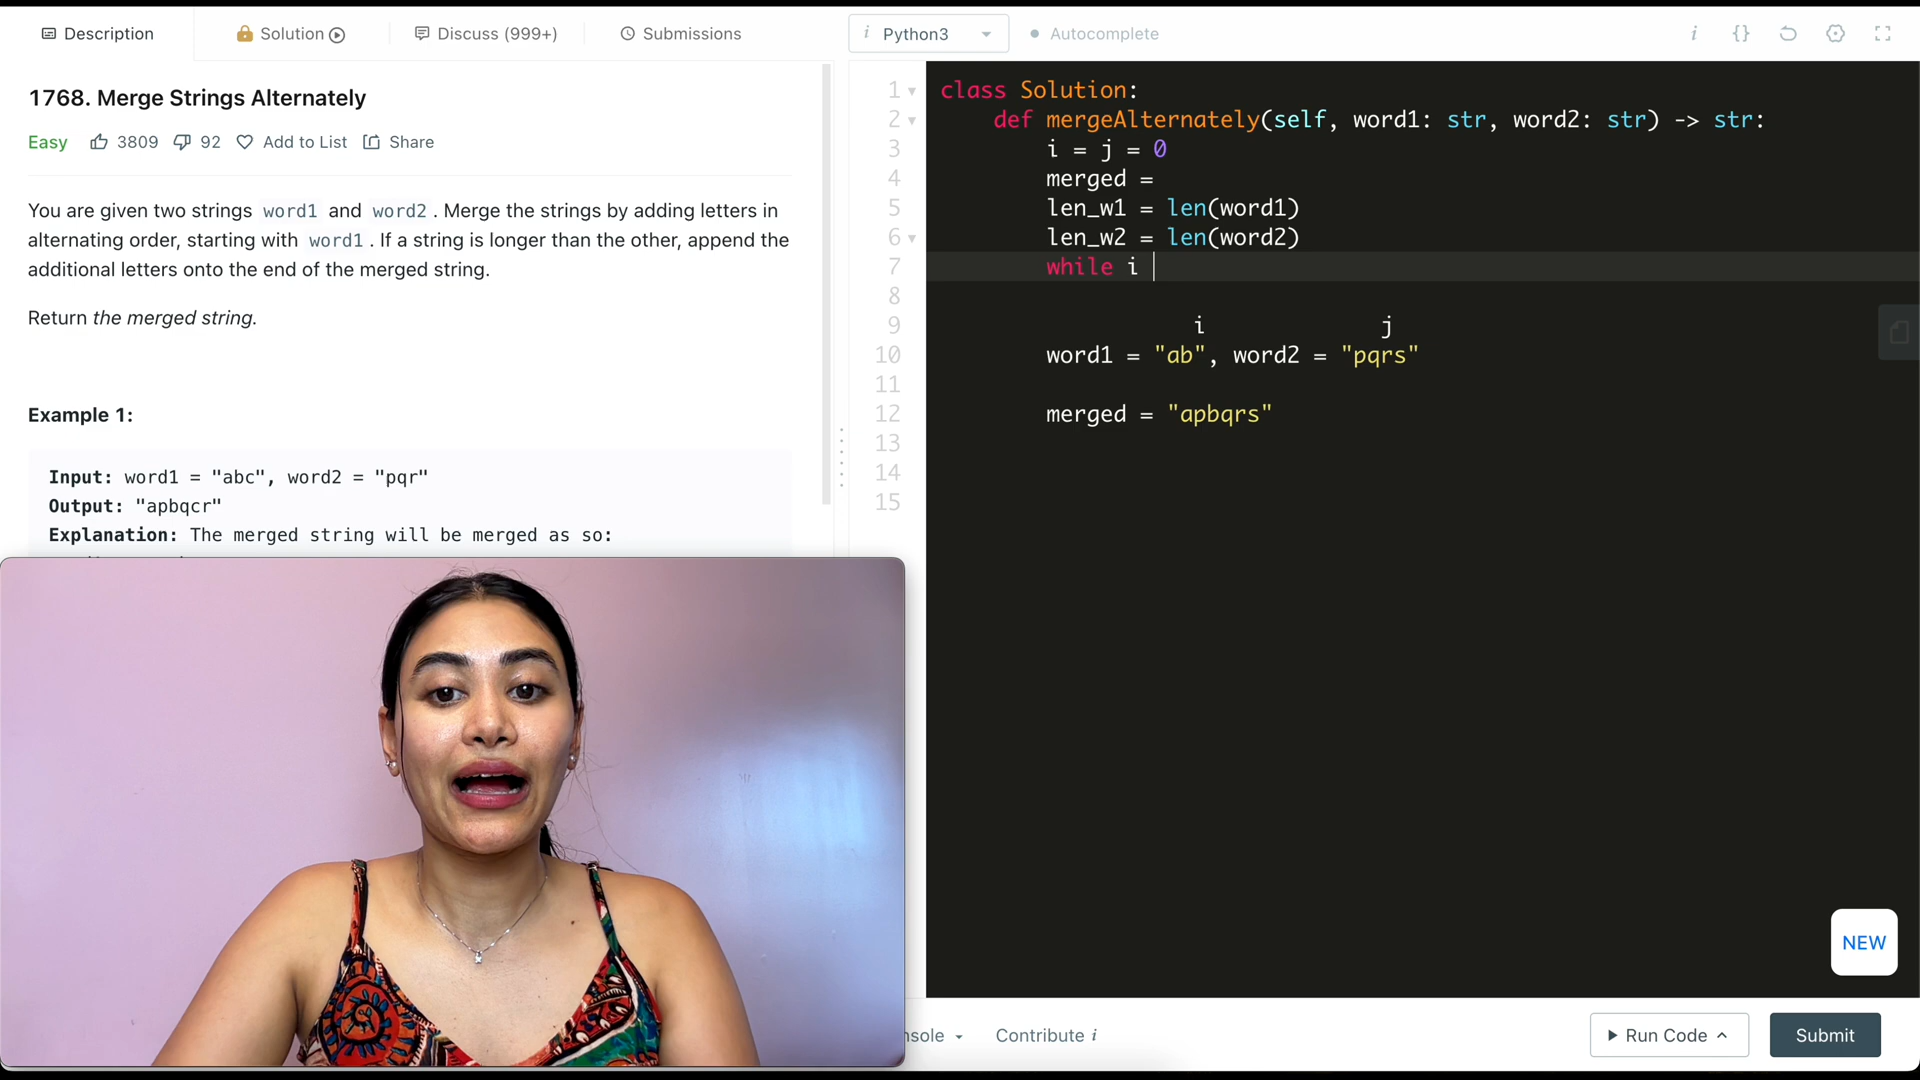 Description
Solution
Discuss (999+)
Submissions
i Python3
Autocomplete
i {}
1768. Merge Strings Alternately
Easy 3809 92 Add to List Share
You are given two strings word1 and word2 . Merge the strings by adding letters in
alternating order, starting with word1 . If a string is longer than the other, append the
additional letters onto the end of the merged string.
Return the merged string.
Example 1:
Input: word1 = "abc", word2 = "pqr"
Output: "apbqcr"
Explanation: The merged string will be merged as so:
1 class Solution:
2 def mergeAlternately(self, word1: str, word2: str) -> str:
3 i = j = 0
4 merged =
5 len_w1 = len(word1)
6 len_w2 = len(word2)
7 while i
8
9 i j
10 word1 = "ab", word2 = "pqrs"
11
12 merged = "apbqrs"
13
14
15
NEW
nsole
Contribute i
Run Code
Submit